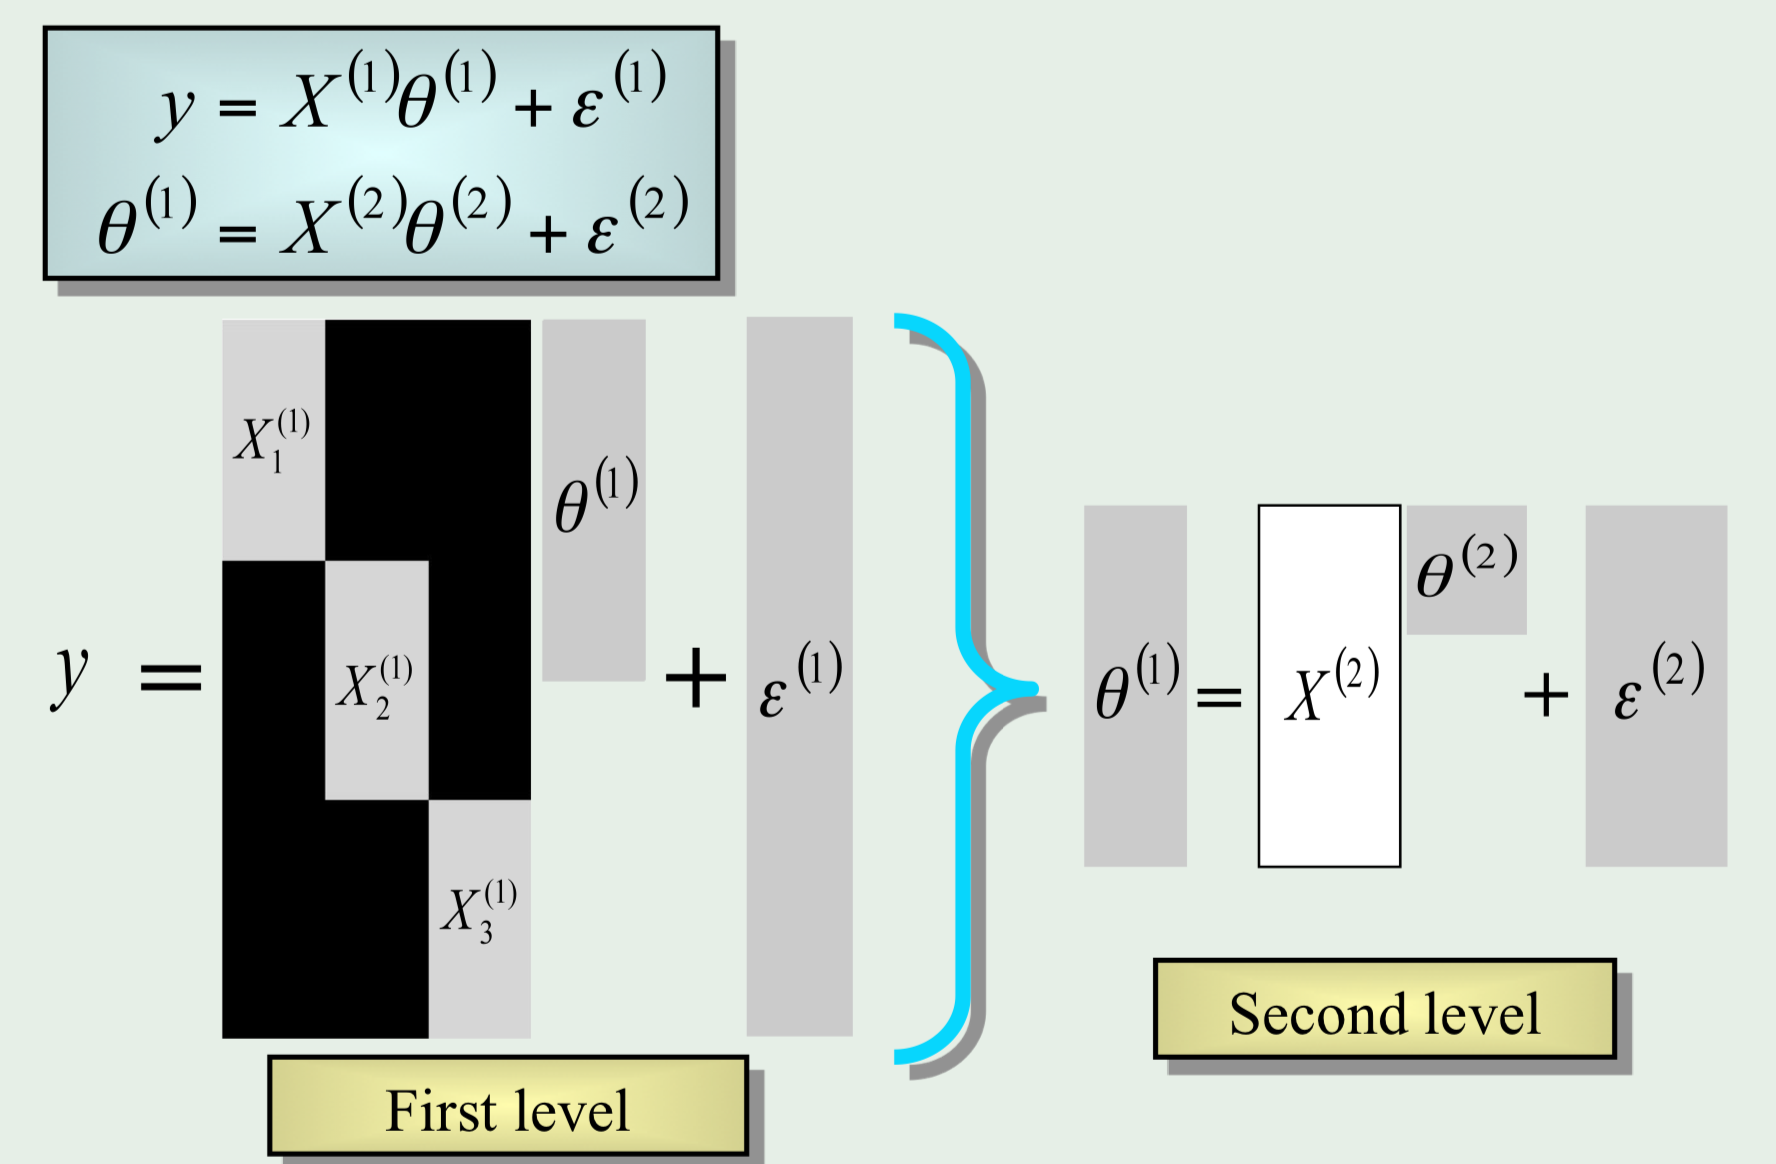 y = X⁽¹⁾θ⁽¹⁾ + ε⁽¹⁾
θ⁽¹⁾ = X⁽²⁾θ⁽²⁾ + ε⁽²⁾
y = X₁⁽¹⁾ X₂⁽¹⁾ X₃⁽¹⁾ θ⁽¹⁾ + ε⁽¹⁾
θ⁽¹⁾ = X⁽²⁾ θ⁽²⁾ + ε⁽²⁾
First level
Second level